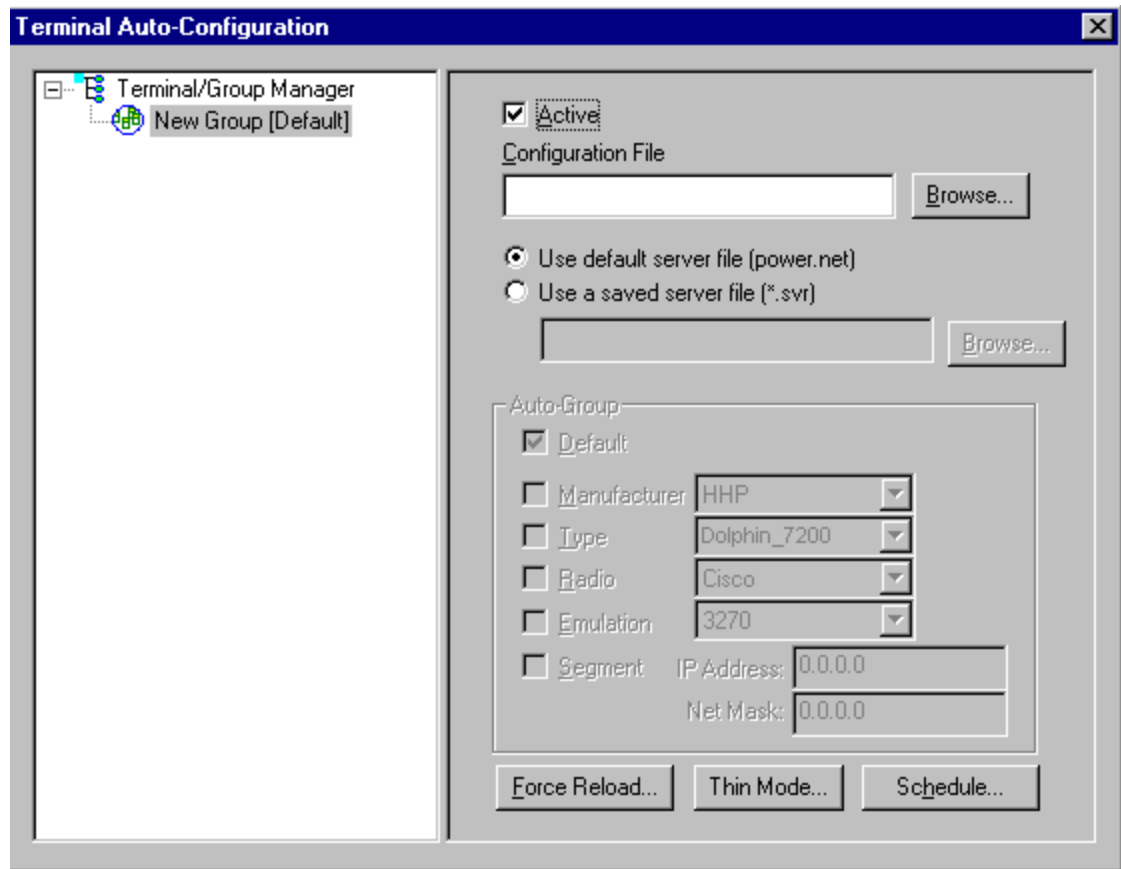 Terminal Auto-Configuration
Terminal/Group Manager
New Group [Default]
Active
Configuration File
Browse...
Use default server file (power.net)
Use a saved server file (*.svr)
Browse...
Auto-Group
Default
Manufacturer HHP
Type Dolphin_7200
Radio Cisco
Emulation 3270
Segment IP Address: 0.0.0.0
Net Mask: 0.0.0.0
Force Reload... Thin Mode... Schedule...